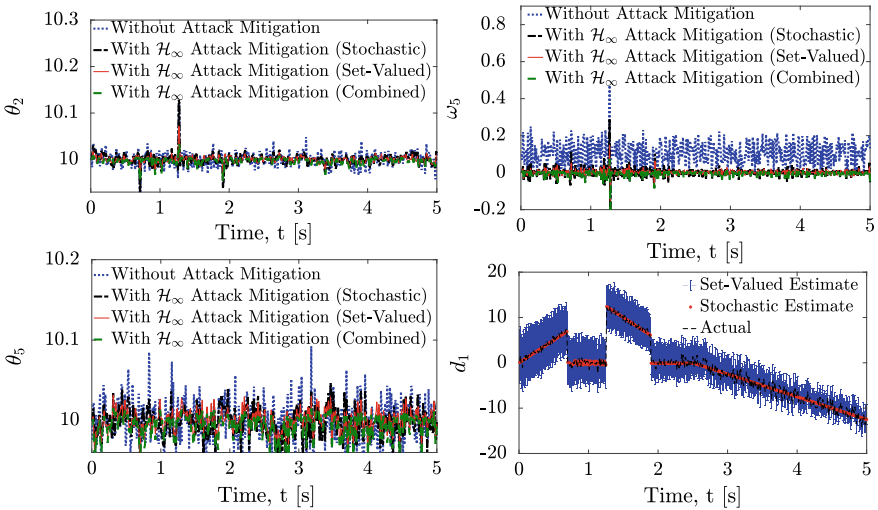 10.3
10.2
10.1
10
θ₂
Without Attack Mitigation
With ℋ∞ Attack Mitigation (Stochastic)
With ℋ∞ Attack Mitigation (Set-Valued)
With ℋ∞ Attack Mitigation (Combined)
0 1 2 3 4 5
Time, t [s]
0.8
0.6
0.4
0.2
0
-0.2
ω₅
Without Attack Mitigation
With ℋ∞ Attack Mitigation (Stochastic)
With ℋ∞ Attack Mitigation (Set-Valued)
With ℋ∞ Attack Mitigation (Combined)
0 1 2 3 4 5
Time, t [s]
10.2
10.1
10
θ₅
Without Attack Mitigation
With ℋ∞ Attack Mitigation (Stochastic)
With ℋ∞ Attack Mitigation (Set-Valued)
With ℋ∞ Attack Mitigation (Combined)
0 1 2 3 4 5
Time, t [s]
20
10
0
-10
-20
d₁
Set-Valued Estimate
Stochastic Estimate
Actual
0 1 2 3 4 5
Time, t [s]